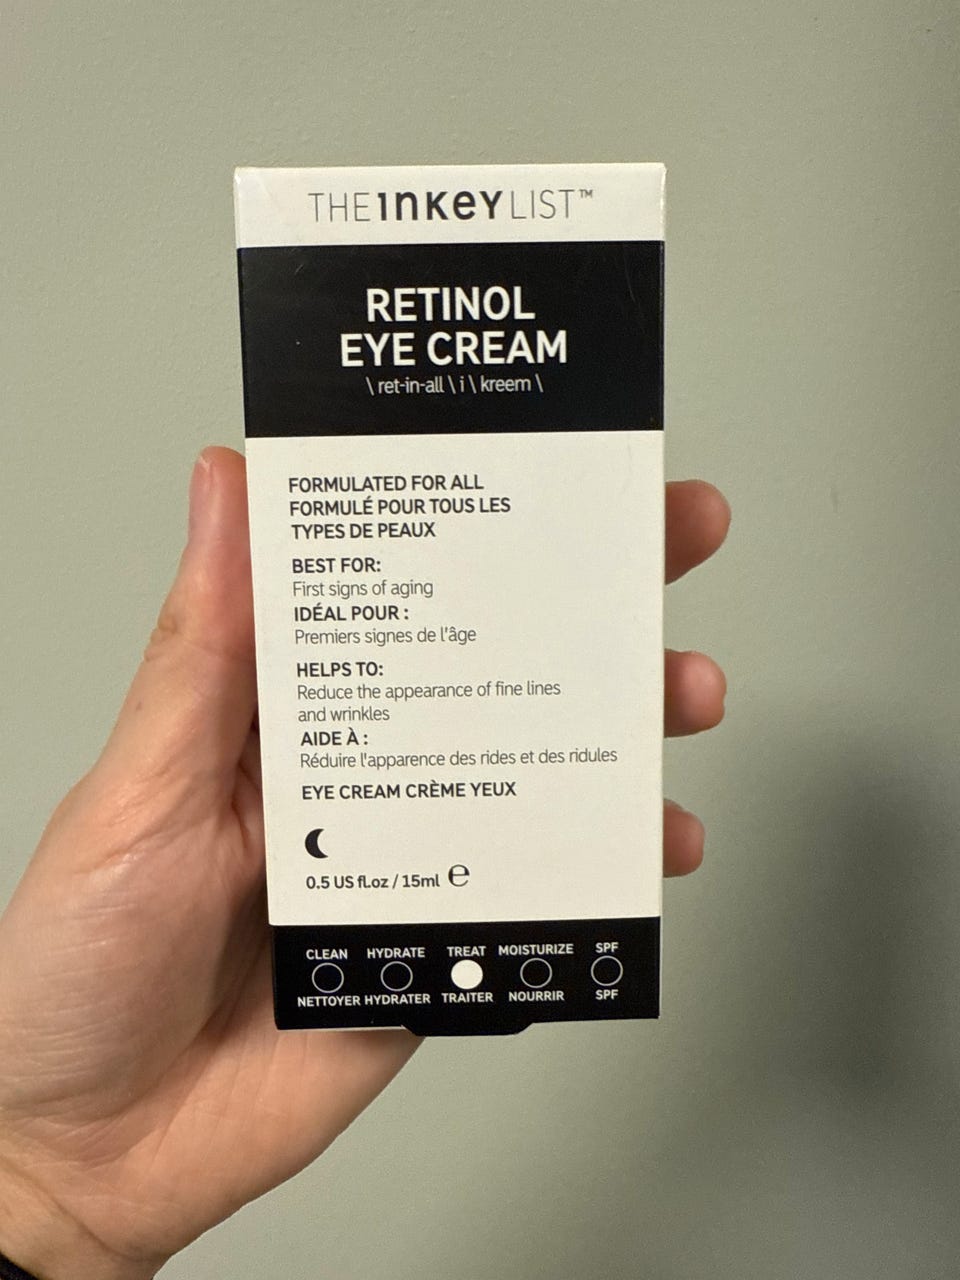 THE INKEY LIST™
RETINOL
EYE CREAM
\ ret-in-all \ i \ kreem \
FORMULATED FOR ALL
FORMULÉ POUR TOUS LES
TYPES DE PEAUX
BEST FOR:
First signs of aging
IDÉAL POUR :
Premiers signes de l'âge
HELPS TO:
Reduce the appearance of fine lines
and wrinkles
AIDE À :
Réduire l'apparence des rides et des ridules
EYE CREAM CRÈME YEUX
0.5 US fl.oz / 15ml ℮
CLEAN HYDRATE TREAT MOISTURIZE SPF
NETTOYER HYDRATER TRAITER NOURRIR SPF